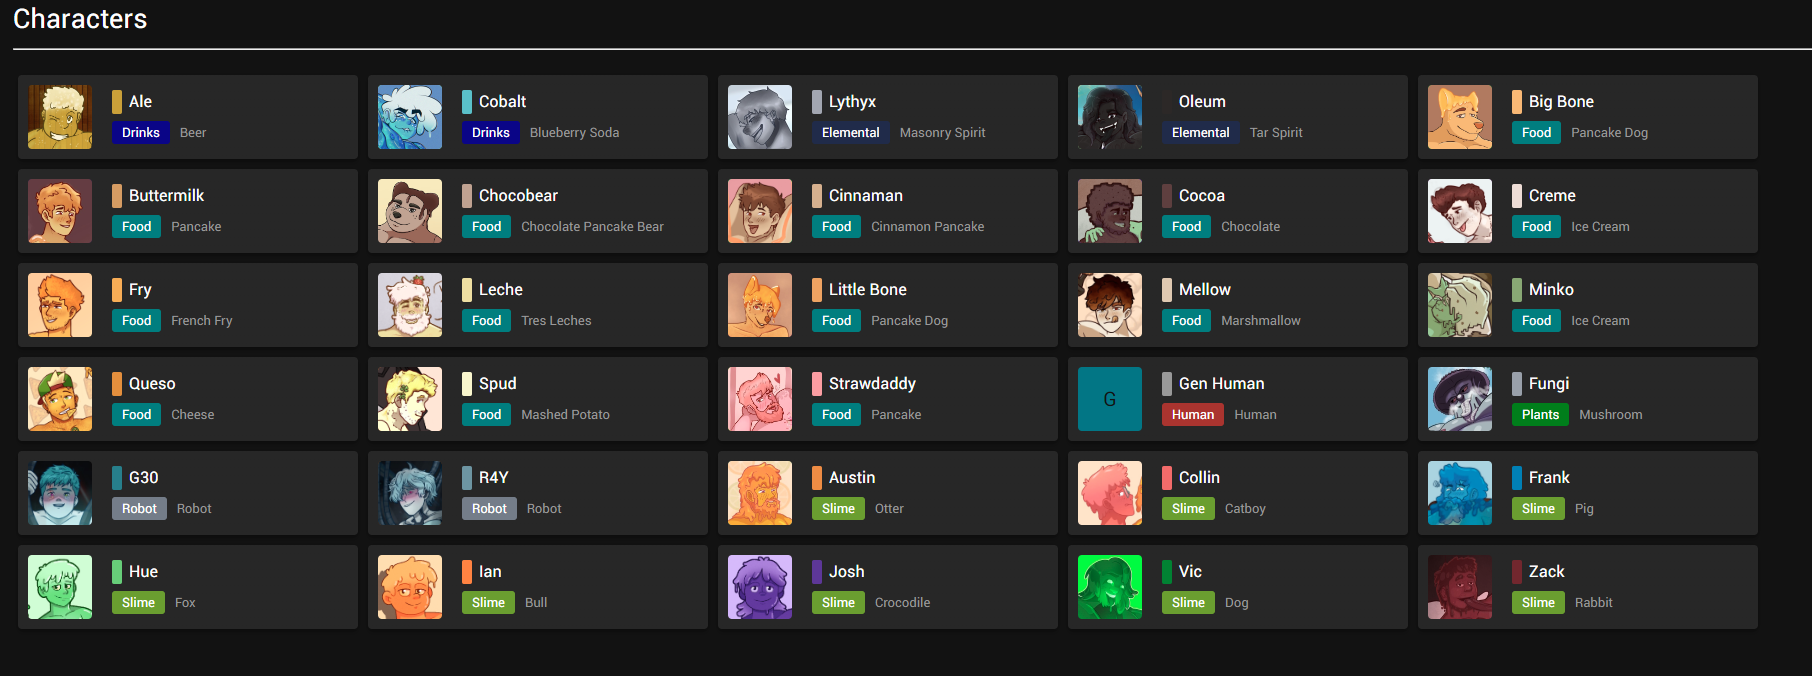 Characters
Ale
Drinks Beer
Cobalt
Drinks Blueberry Soda
Lythyx
Elemental Masonry Spirit
Oleum
Elemental Tar Spirit
Big Bone
Food Pancake Dog
Buttermilk
Food Pancake
Chocobear
Food Chocolate Pancake Bear
Cinnaman
Food Cinnamon Pancake
Cocoa
Food Chocolate
Creme
Food Ice Cream
Fry
Food French Fry
Leche
Food Tres Leches
Little Bone
Food Pancake Dog
Mellow
Food Marshmallow
Minko
Food Ice Cream
Queso
Food Cheese
Spud
Food Mashed Potato
Strawdaddy
Food Pancake
G
Gen Human
Human Human
Fungi
Plants Mushroom
G30
Robot Robot
R4Y
Robot Robot
Austin
Slime Otter
Collin
Slime Catboy
Frank
Slime Pig
Hue
Slime Fox
Ian
Slime Bull
Josh
Slime Crocodile
Vic
Slime Dog
Zack
Slime Rabbit